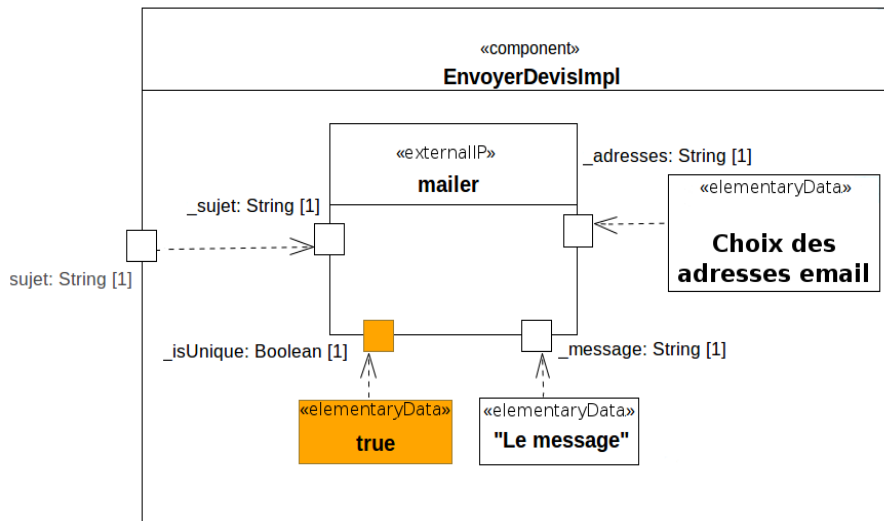 «component»
EnvoyerDevisImpl
«externalIP»
mailer
_adresses: String [1]
«elementaryData»
Choix des
adresses email
_sujet: String [1]
sujet: String [1]
_isUnique: Boolean [1]
_message: String [1]
«elementaryData»
true
«elementaryData»
"Le message"